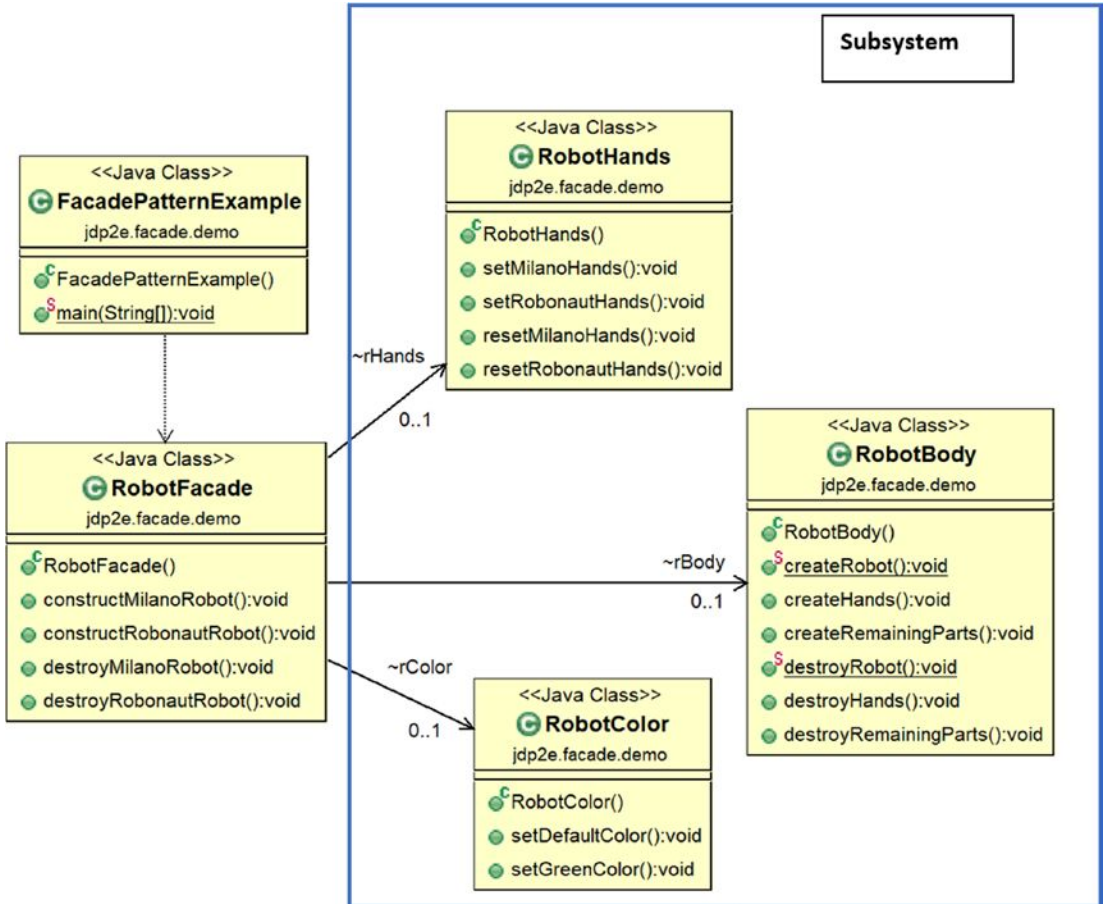 Subsystem
<<Java Class>>
C RobotHands
jdp2e.facade.demo
C RobotHands()
setMilanoHands():void
setRobonautHands():void
resetMilanoHands():void
resetRobonautHands():void
<<Java Class>>
C FacadePatternExample
jdp2e.facade.demo
C FacadePatternExample()
S main(String[]):void
~rHands
0..1
<<Java Class>>
C RobotFacade
jdp2e.facade.demo
C RobotFacade()
constructMilanoRobot():void
constructRobonautRobot():void
destroyMilanoRobot():void
destroyRobonautRobot():void
~rBody
0..1
<<Java Class>>
C RobotBody
jdp2e.facade.demo
C RobotBody()
S createRobot():void
createHands():void
createRemainingParts():void
S destroyRobot():void
destroyHands():void
destroyRemainingParts():void
~rColor
0..1
<<Java Class>>
C RobotColor
jdp2e.facade.demo
C RobotColor()
setDefaultColor():void
setGreenColor():void